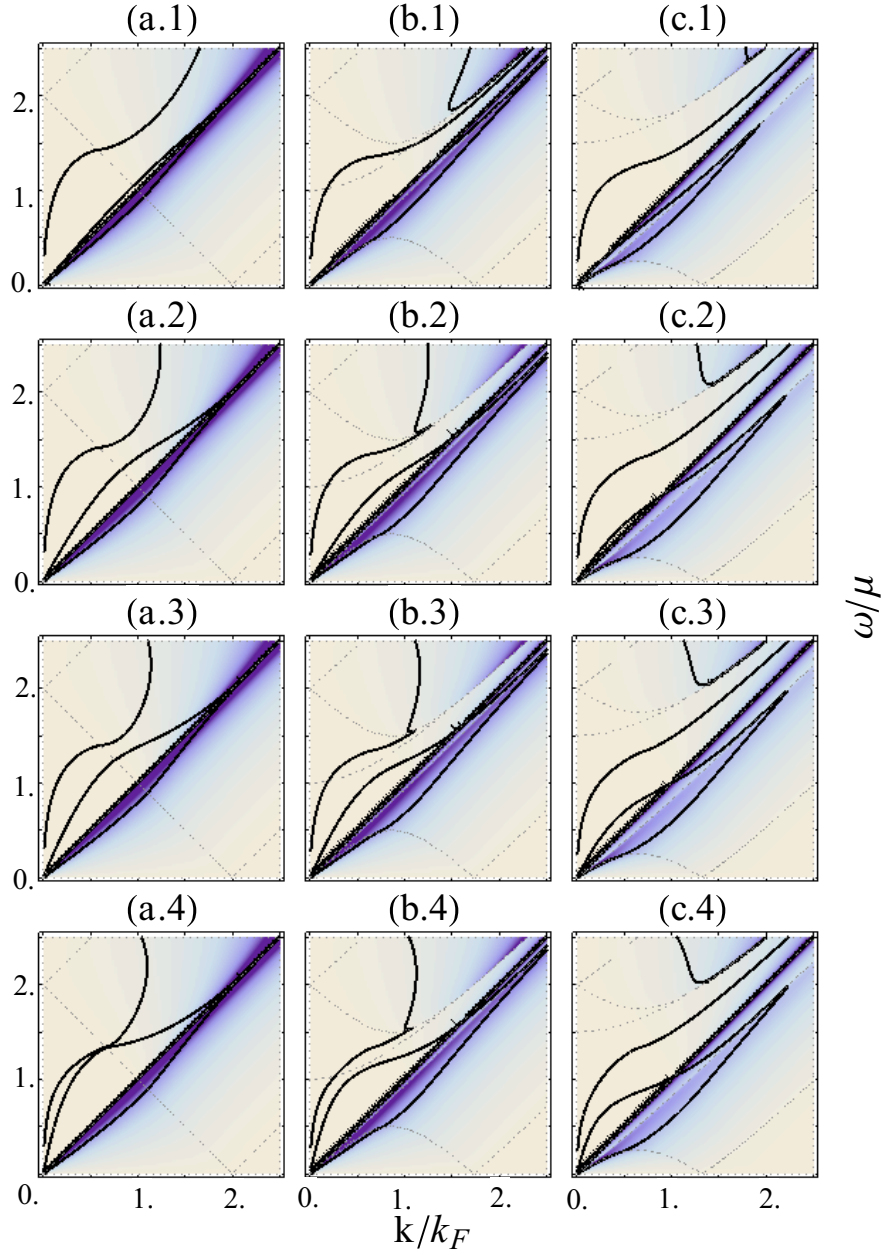 (a.1) (b.1) (c.1)
2.
1.
0.
(a.2) (b.2) (c.2)
2.
1.
0.
ω/μ
(a.3) (b.3) (c.3)
2.
1.
0.
(a.4) (b.4) (c.4)
2.
1.
0. 1. 2. 0. 1. 2. 0. 1. 2.
k/k_F